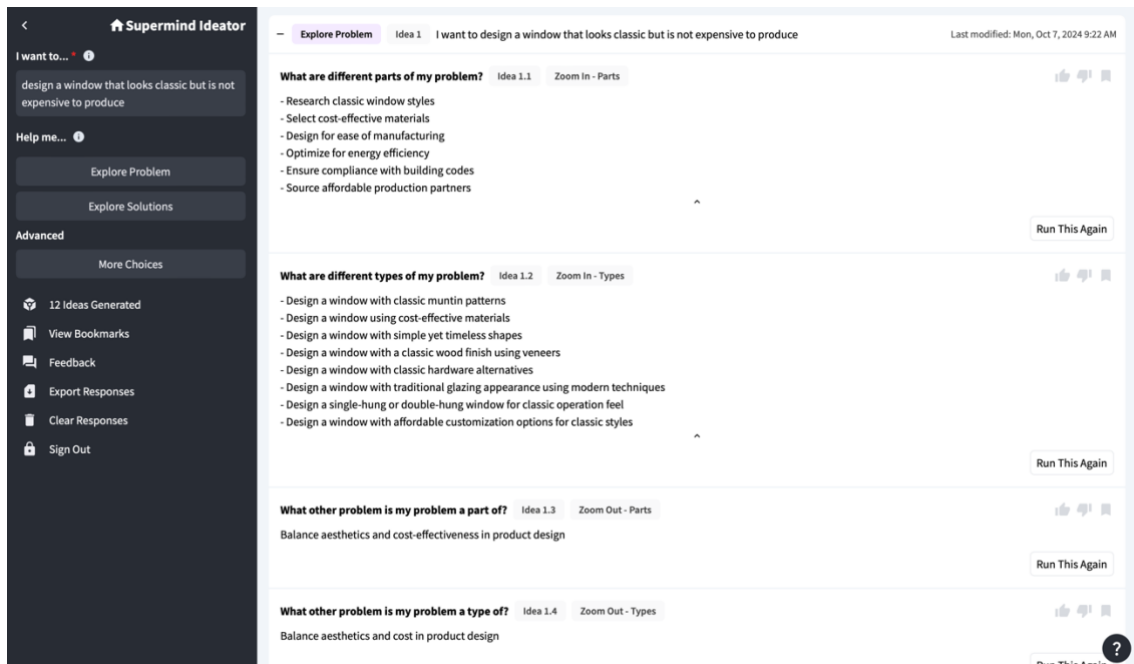 Supermind Ideator
I want to... *
design a window that looks classic but is not
expensive to produce
Help me...
Explore Problem
Explore Solutions
Advanced
More Choices
12 Ideas Generated
View Bookmarks
Feedback
Export Responses
Clear Responses
Sign Out
Explore Problem Idea 1 I want to design a window that looks classic but is not expensive to produce Last modified: Mon, Oct 7, 2024 9:22 AM
What are different parts of my problem? Idea 1.1 Zoom In - Parts
- Research classic window styles
- Select cost-effective materials
- Design for ease of manufacturing
- Optimize for energy efficiency
- Ensure compliance with building codes
- Source affordable production partners
Run This Again
What are different types of my problem? Idea 1.2 Zoom In - Types
- Design a window with classic muntin patterns
- Design a window using cost-effective materials
- Design a window with simple yet timeless shapes
- Design a window with a classic wood finish using veneers
- Design a window with classic hardware alternatives
- Design a window with traditional glazing appearance using modern techniques
- Design a single-hung or double-hung window for classic operation feel
- Design a window with affordable customization options for classic styles
Run This Again
What other problem is my problem a part of? Idea 1.3 Zoom Out - Parts
Balance aesthetics and cost-effectiveness in product design
Run This Again
What other problem is my problem a type of? Idea 1.4 Zoom Out - Types
Balance aesthetics and cost in product design
?